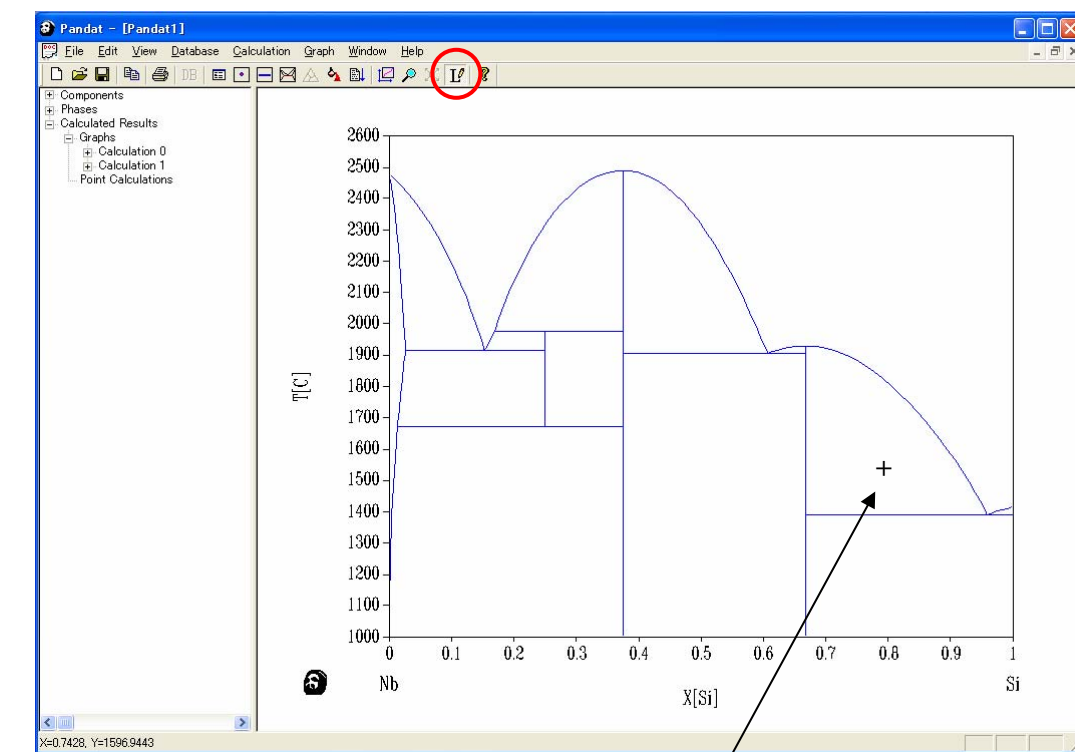 Pandat - [Pandat1]
File Edit View Database Calculation Graph Window Help
DB
Components
Phases
Calculated Results
Graphs
Calculation 0
Calculation 1
Point Calculations
2600
2500
2400
2300
2200
2100
2000
1900
1800
1700
1600
1500
1400
1300
1200
1100
1000
T[C]
0 0.1 0.2 0.3 0.4 0.5 0.6 0.7 0.8 0.9 1
Nb Si
X[Si]
X=0.7428, Y=1596.9443